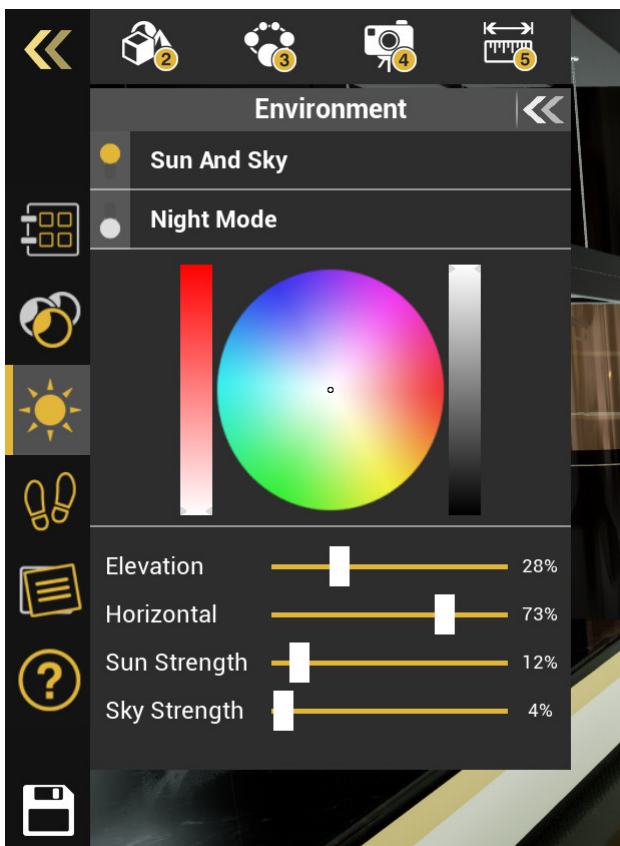 2
3
4
5
Environment
Sun And Sky
Night Mode
Elevation 28%
Horizontal 73%
Sun Strength 12%
Sky Strength 4%
?